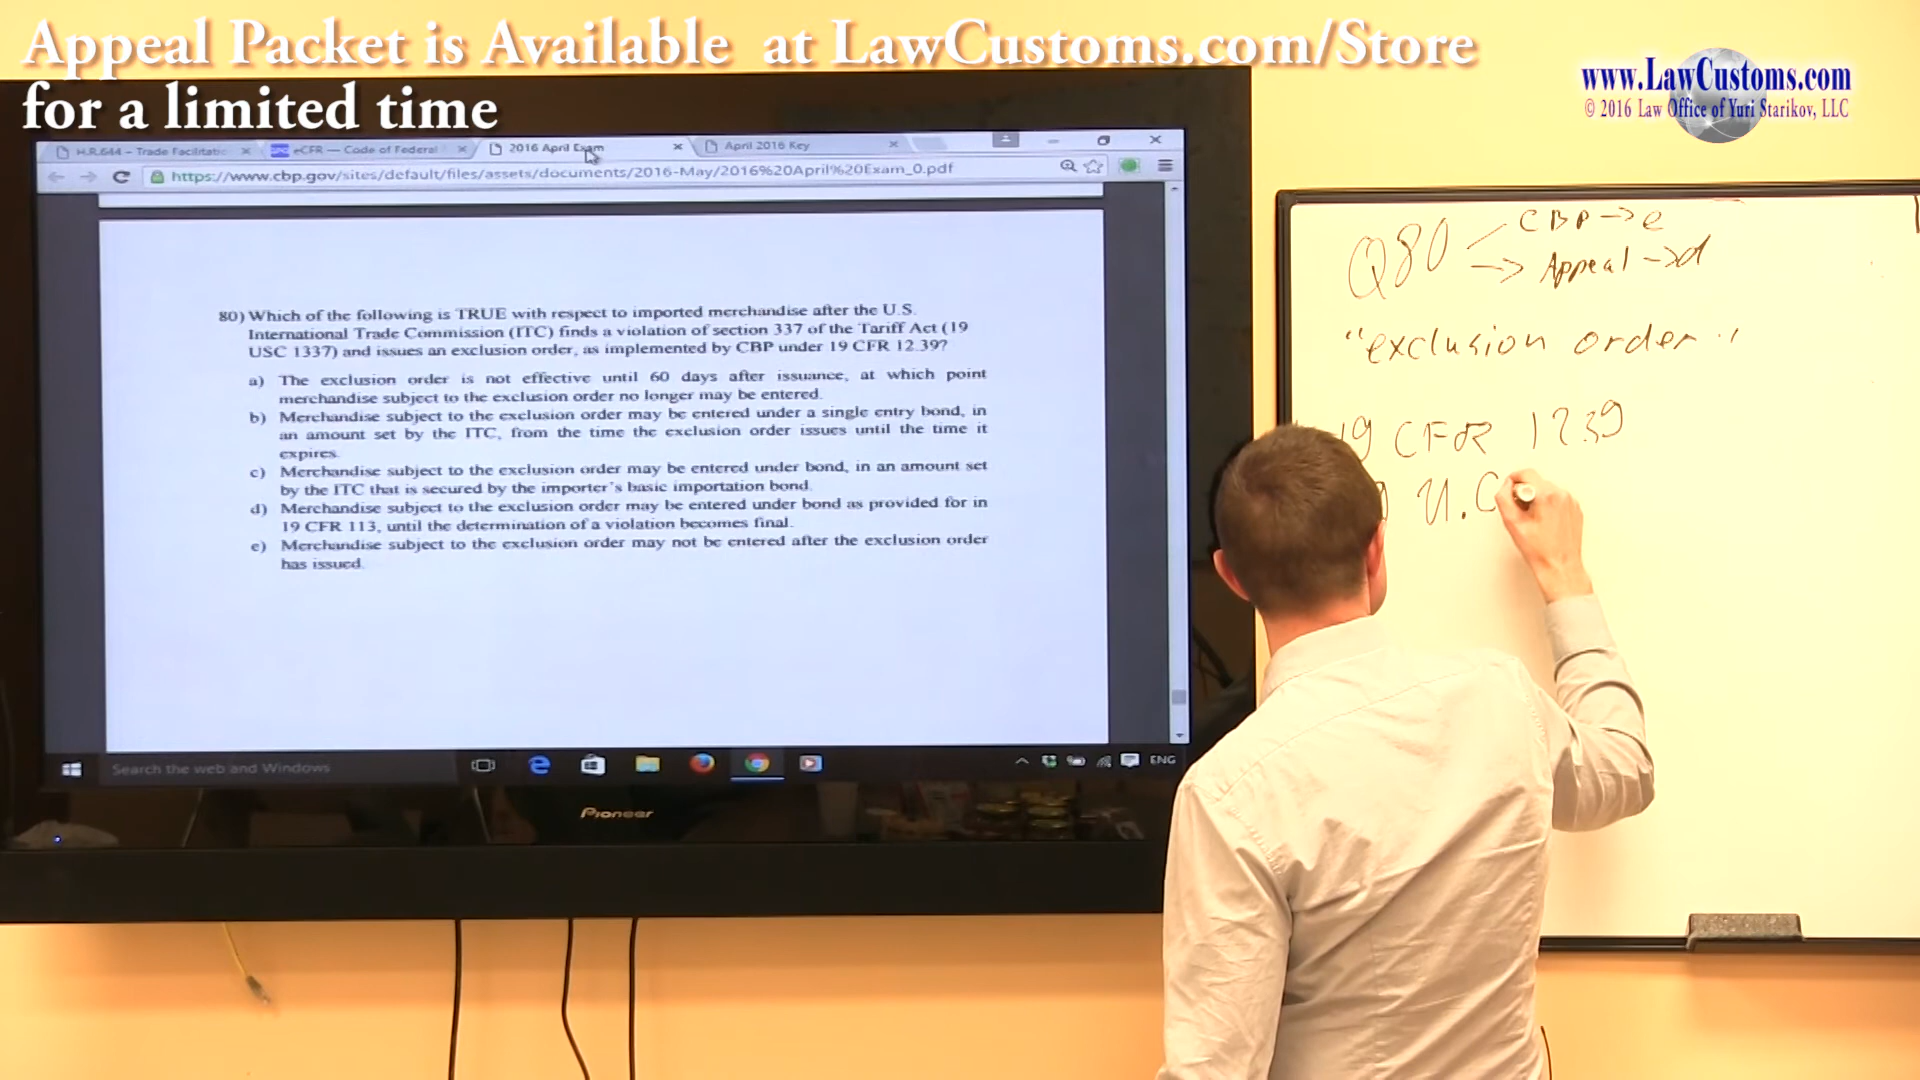 Appeal Packet is Available at LawCustoms.com/Store
for a limited time
www.LawCustoms.com
© 2016 Law Office of Yuri Starikov, LLC
H.R.644 – Trade Facilitatio
eCFR — Code of Federal
2016 April Exam
April 2016 Key
https://www.cbp.gov/sites/default/files/assets/documents/2016-May/2016%20April%20Exam_0.pdf
80) Which of the following is TRUE with respect to imported merchandise after the U.S.
International Trade Commission (ITC) finds a violation of section 337 of the Tariff Act (19
USC 1337) and issues an exclusion order, as implemented by CBP under 19 CFR 12.39?
a) The exclusion order is not effective until 60 days after issuance, at which point
merchandise subject to the exclusion order no longer may be entered.
b) Merchandise subject to the exclusion order may be entered under a single entry bond, in
an amount set by the ITC, from the time the exclusion order issues until the time it
expires.
c) Merchandise subject to the exclusion order may be entered under bond, in an amount set
by the ITC that is secured by the importer's basic importation bond.
d) Merchandise subject to the exclusion order may be entered under bond as provided for in
19 CFR 113, until the determination of a violation becomes final.
e) Merchandise subject to the exclusion order may not be entered after the exclusion order
has issued.
Search the web and Windows
ENG
Pioneer
Q80
CBP → e
→ Appeal → d
"exclusion order"
19 CFR 12.39
U.C